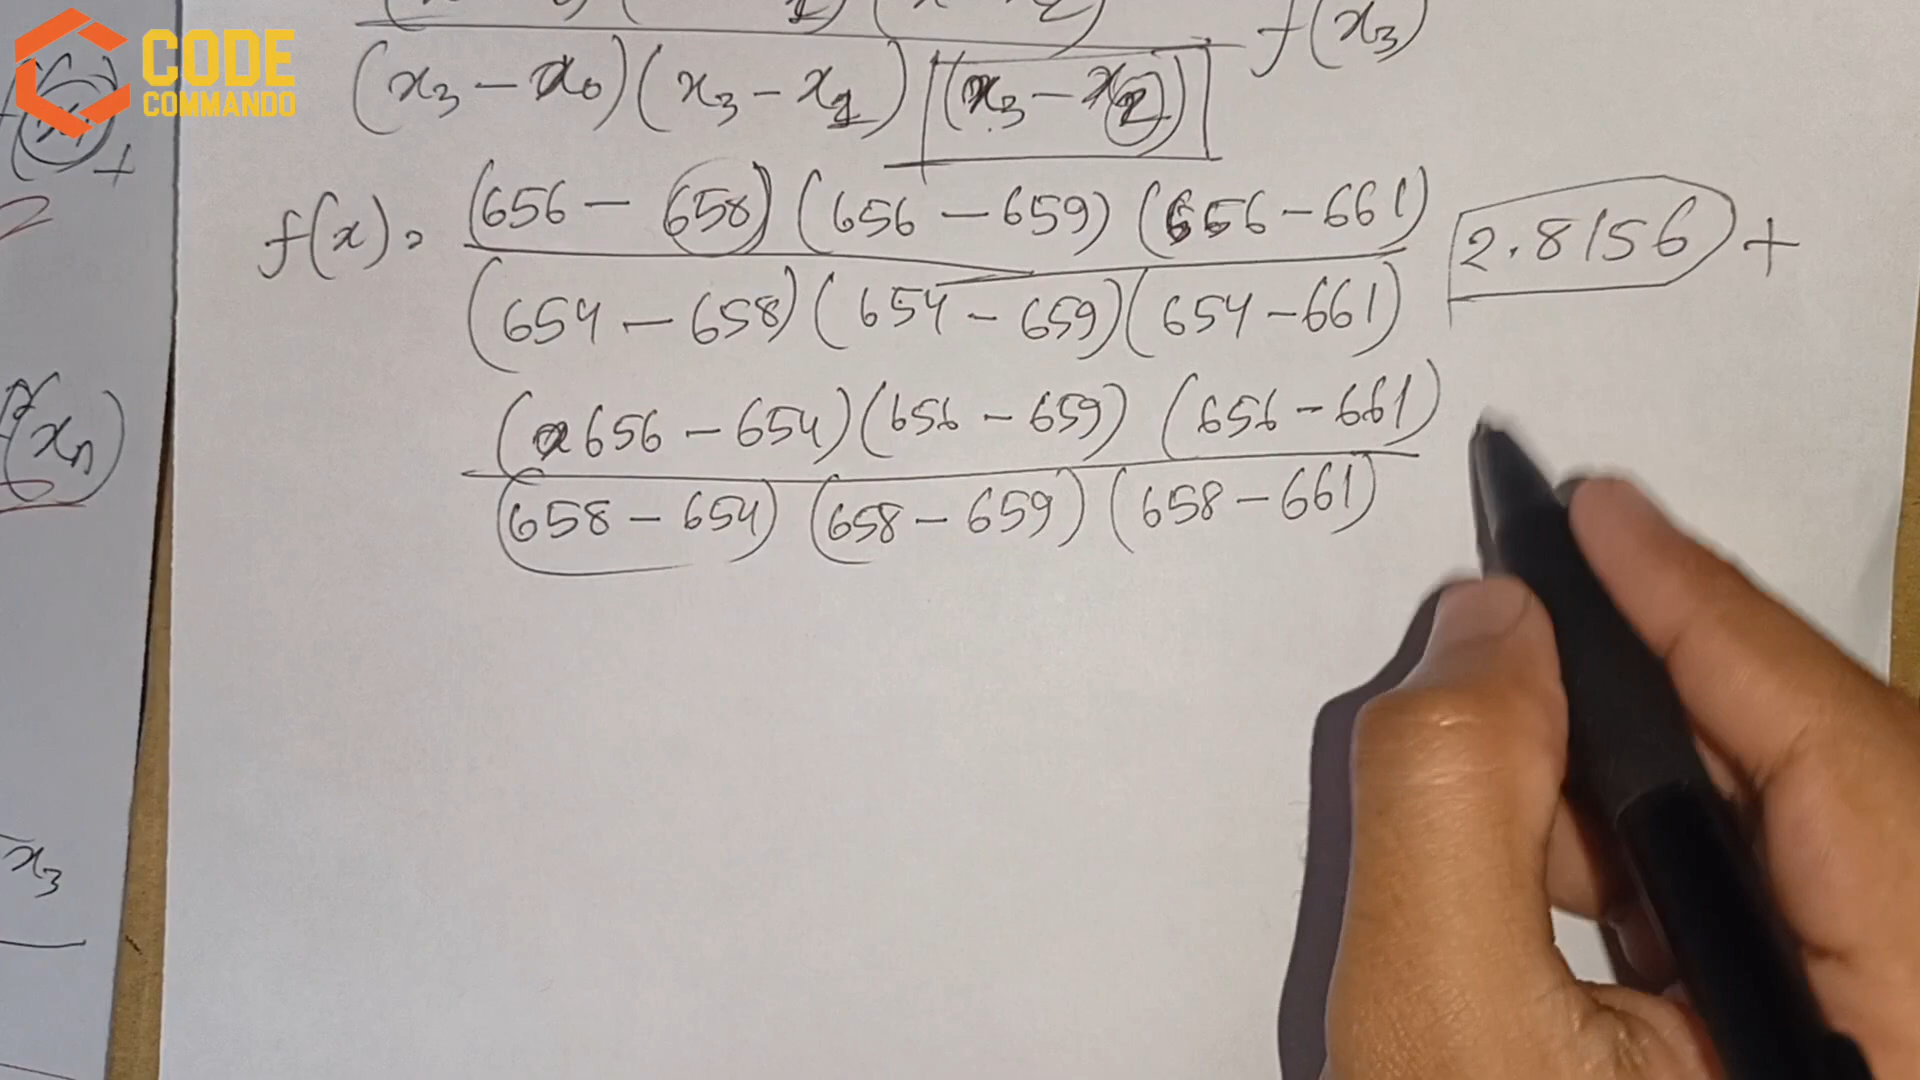 CODE
COMMANDO
f(x₃)
(x₃ - x₀)(x₃ - x₁)(x₃ - x₂)
f(x) = (656 - 658)(656 - 659)(656 - 661) 2.8156 +
(654 - 658)(654 - 659)(654 - 661)
(656 - 654)(656 - 659)(656 - 661)
(658 - 654)(658 - 659)(658 - 661)
+
(xₙ)
x₃